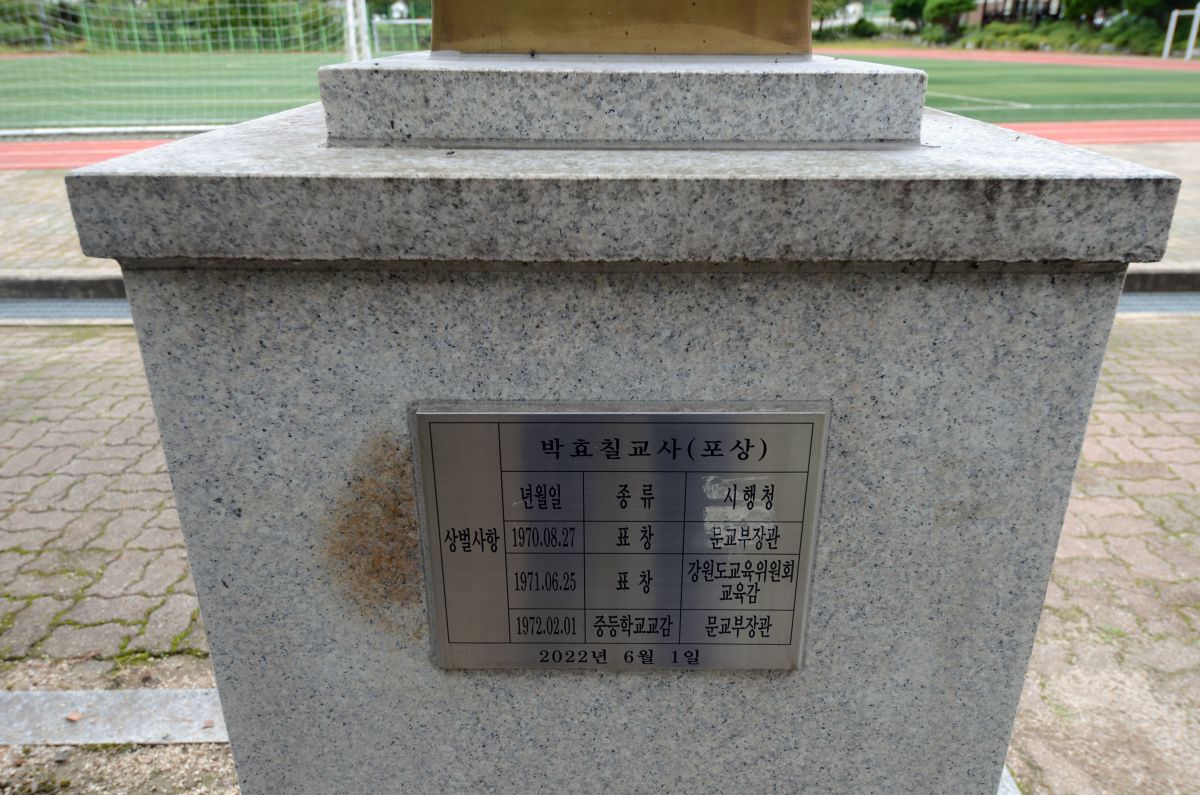 박효칠교사(포상)
상벌사항
년월일 종 류 시행청
1970.08.27 표 창 문교부장관
1971.06.25 표 창 강원도교육위원회
교육감
1972.02.01 중등학교교감 문교부장관
2022년 6월 1일